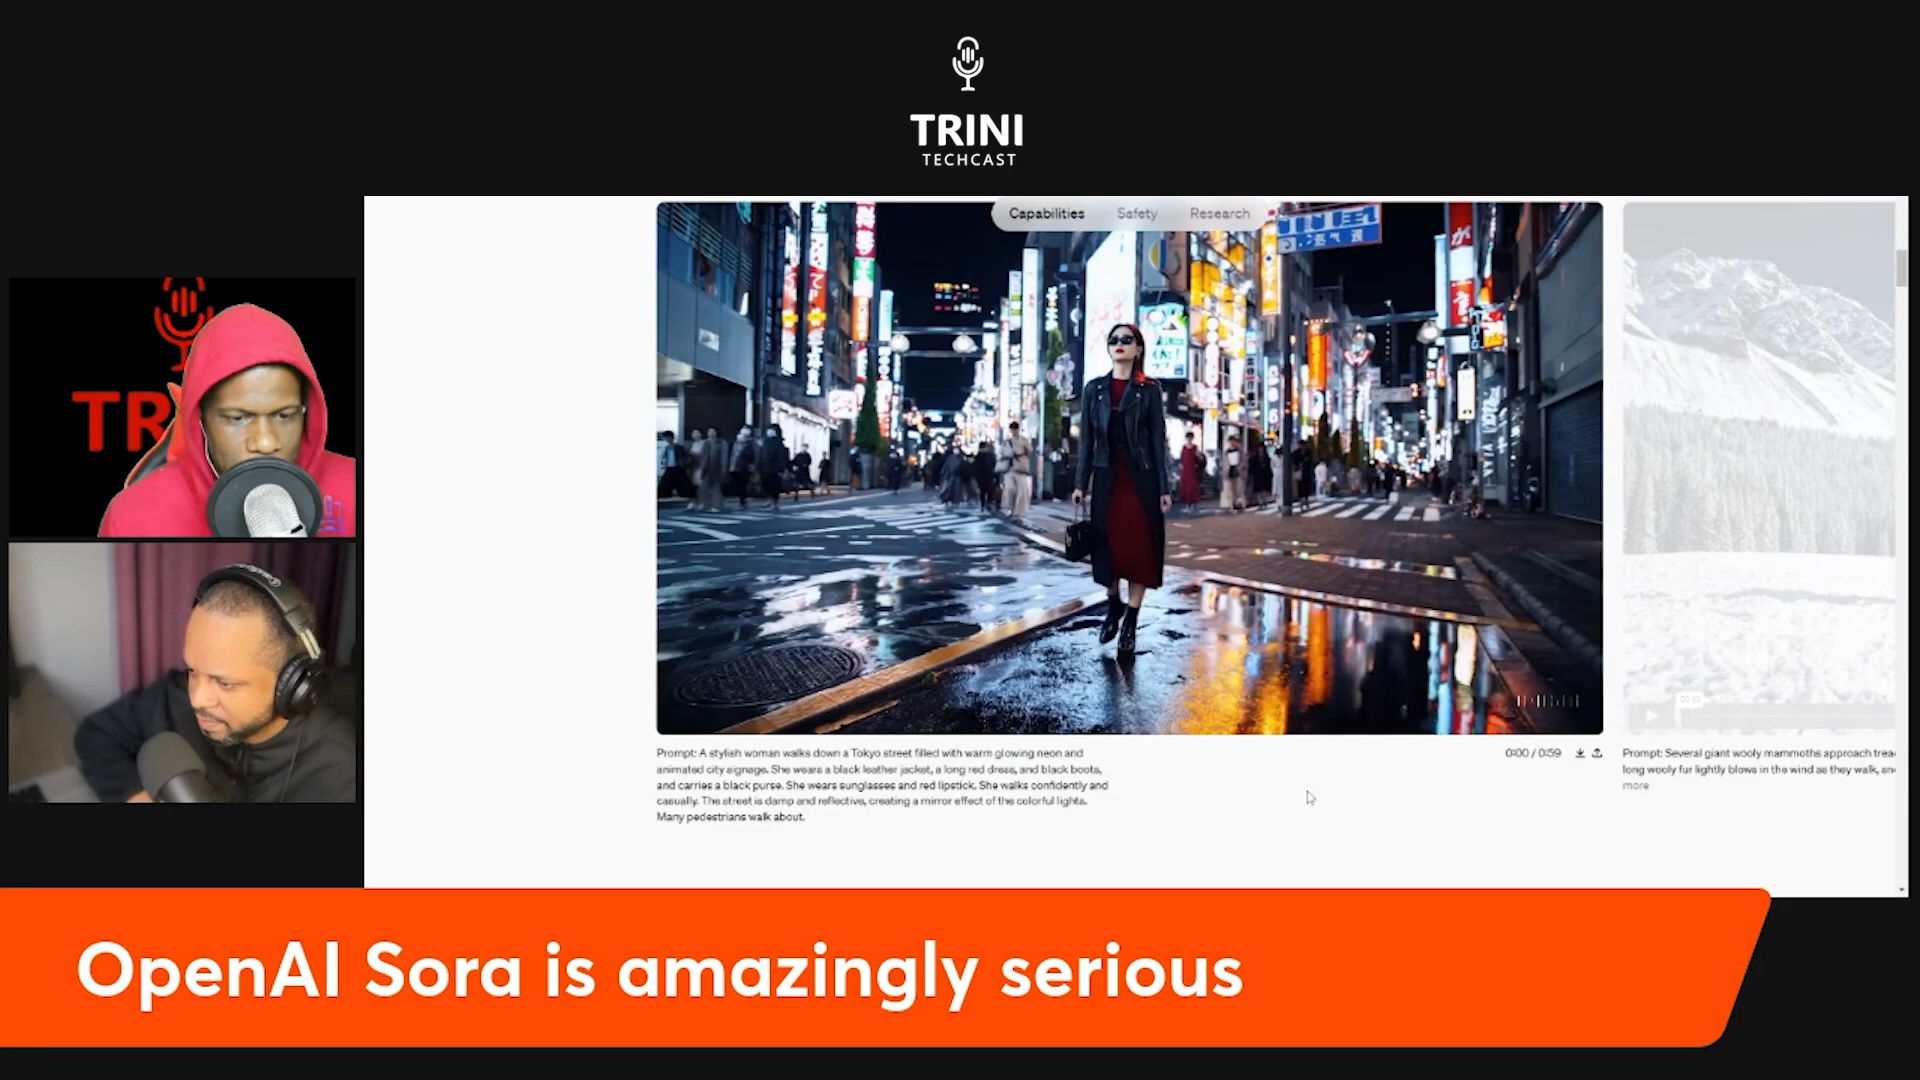 TRINI
TECHCAST
Capabilities Safety Research
TR
Prompt: A stylish woman walks down a Tokyo street filled with warm glowing neon and
animated city signage. She wears a black leather jacket, a long red dress, and black boots,
and carries a black purse. She wears sunglasses and red lipstick. She walks confidently and
casually. The street is damp and reflective, creating a mirror effect of the colorful lights.
Many pedestrians walk about.
0:00 / 0:59
Prompt: Several giant wooly mammoths approach trea
long wooly fur lightly blows in the wind as they walk, an
more
OpenAI Sora is amazingly serious